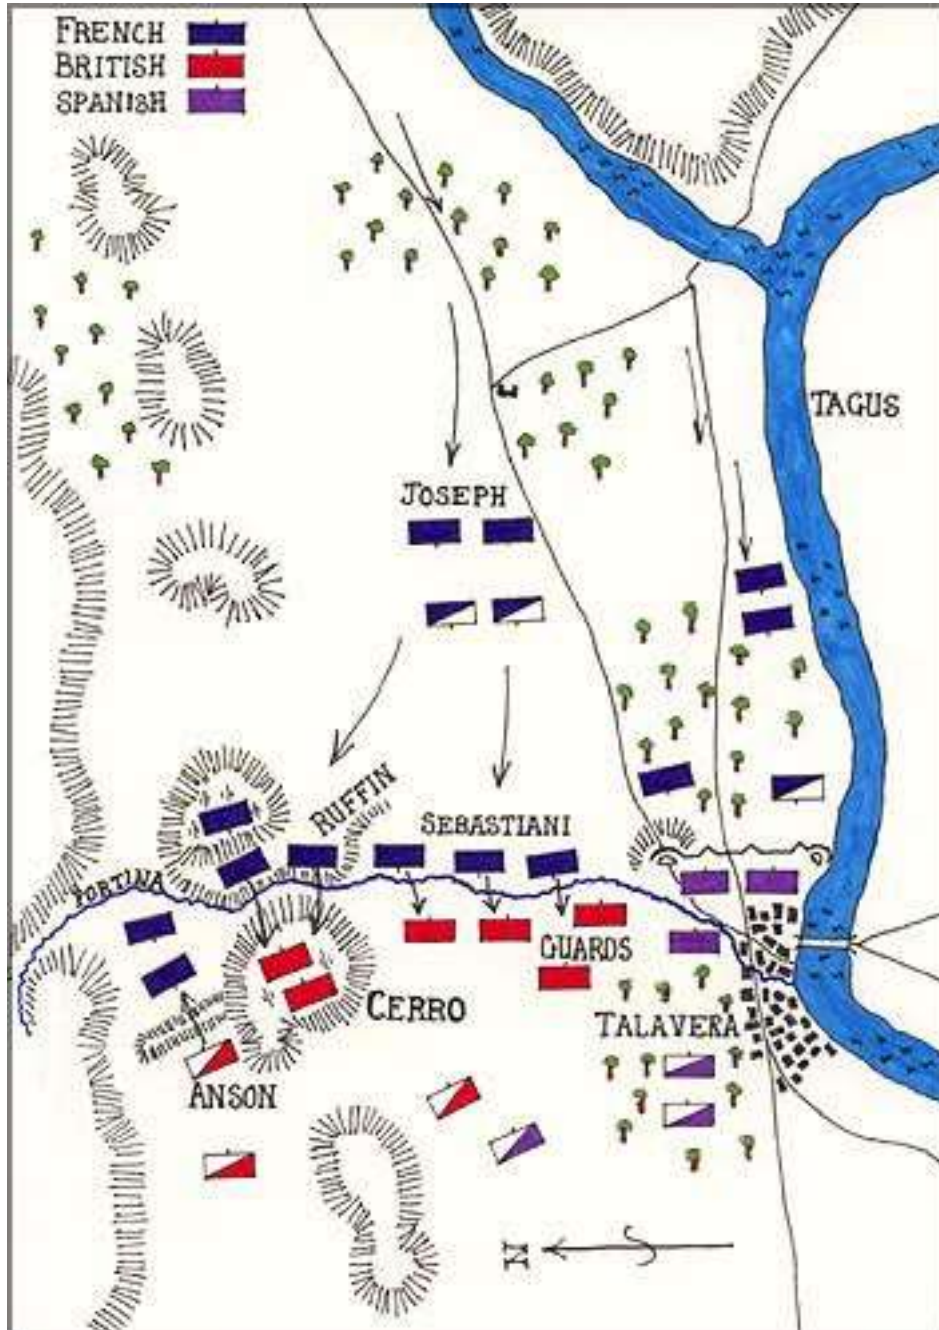 FRENCH
BRITISH
SPANISH
TAGUS
JOSEPH
RUFFIN
SEBASTIANI
PORTINA
GUARDS
CERRO
TALAVERA
ANSON
N